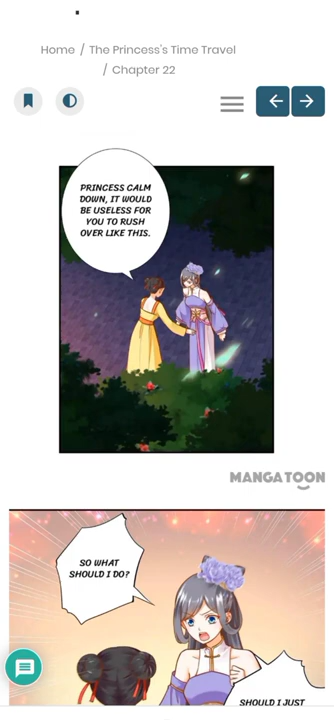 Home / The Princess's Time Travel
/ Chapter 22
PRINCESS CALM
DOWN, IT WOULD
BE USELESS FOR
YOU TO RUSH
OVER LIKE THIS.
MANGATOON
SO WHAT
SHOULD I DO?
SHOULD I JUST